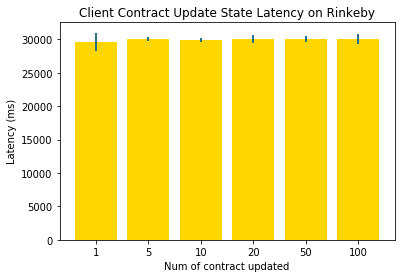 Client Contract Update State Latency on Rinkeby
Latency (ms)
30000
25000
20000
15000
10000
5000
0
1 5 10 20 50 100
Num of contract updated